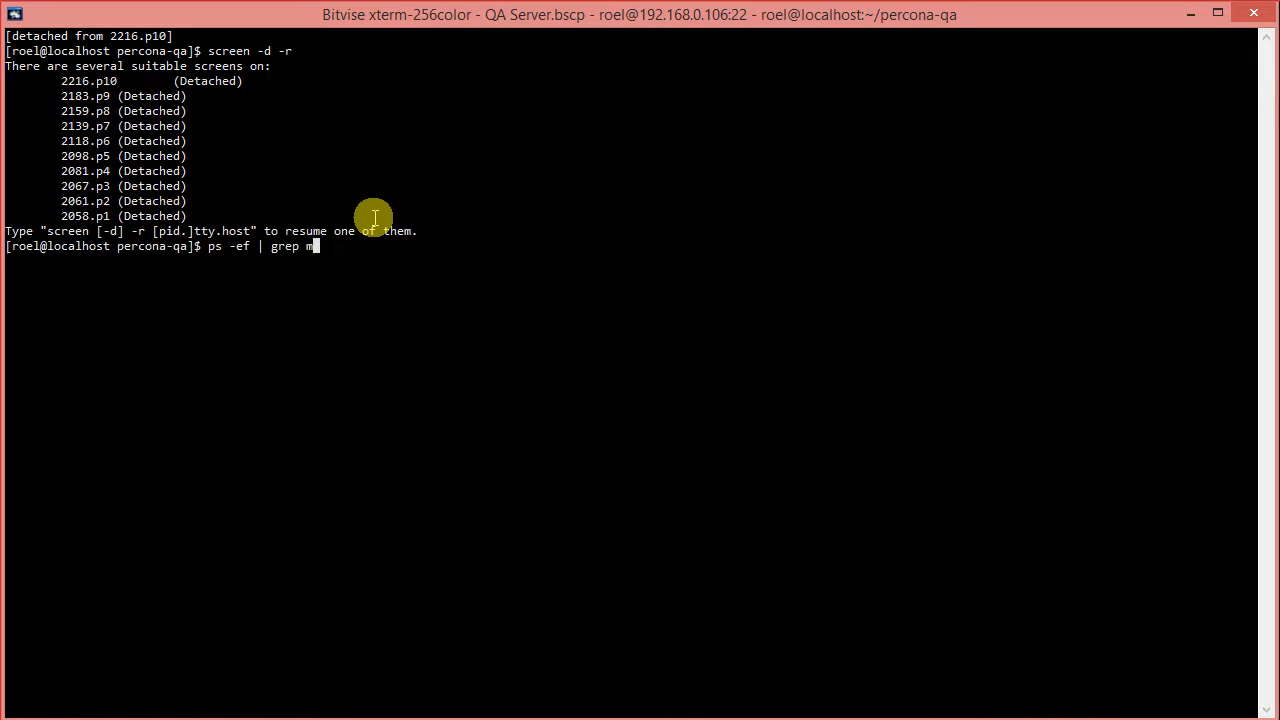 Bitvise xterm-256color - QA Server.bscp - roel@192.168.0.106:22 - roel@localhost:~/percona-qa
[detached from 2216.p10]
[roel@localhost percona-qa]$ screen -d -r
There are several suitable screens on:
        2216.p10        (Detached)
        2183.p9 (Detached)
        2159.p8 (Detached)
        2139.p7 (Detached)
        2118.p6 (Detached)
        2098.p5 (Detached)
        2081.p4 (Detached)
        2067.p3 (Detached)
        2061.p2 (Detached)
        2058.p1 (Detached)
Type "screen [-d] -r [pid.]tty.host" to resume one of them.
[roel@localhost percona-qa]$ ps -ef | grep m